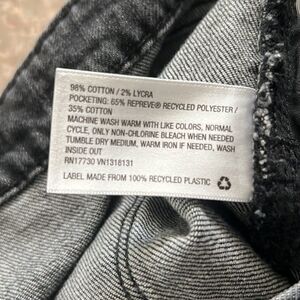 98% COTTON / 2% LYCRA
POCKETING: 65% REPREVE® RECYCLED POLYESTER /
35% COTTON
MACHINE WASH WARM WITH LIKE COLORS, NORMAL
CYCLE, ONLY NON-CHLORINE BLEACH WHEN NEEDED
TUMBLE DRY MEDIUM, WARM IRON IF NEEDED, WASH
INSIDE OUT
RN17730 VN1318131
LABEL MADE FROM 100% RECYCLED PLASTIC